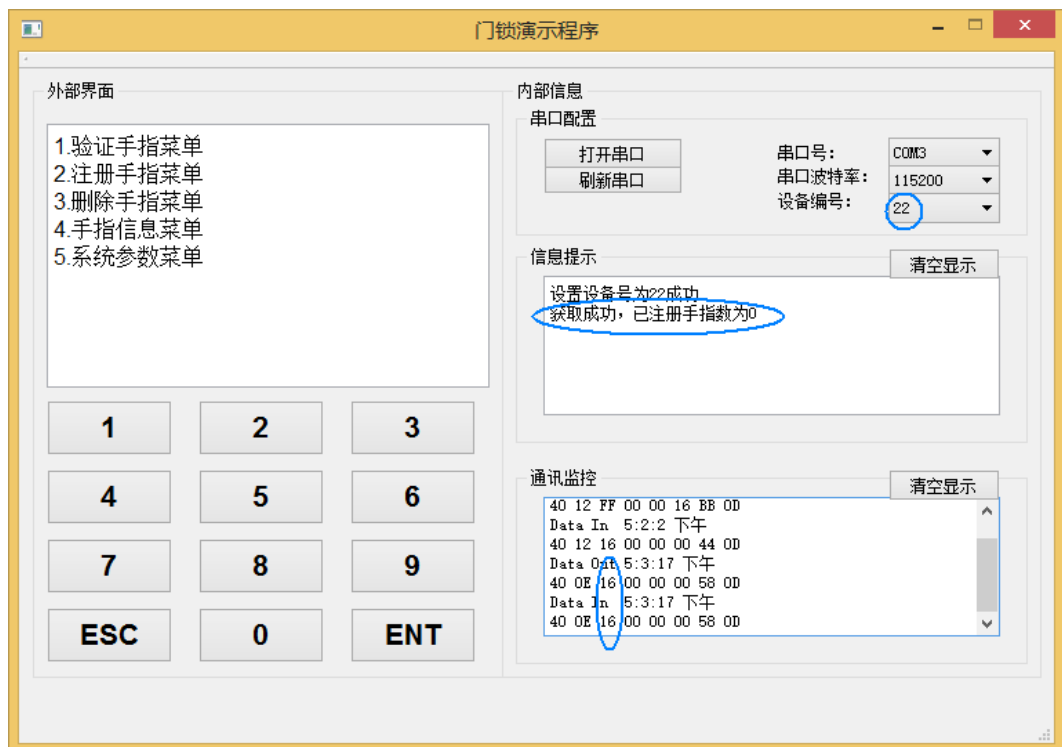 门锁演示程序
外部界面
1.验证手指菜单
2.注册手指菜单
3.删除手指菜单
4.手指信息菜单
5.系统参数菜单
1 2 3
4 5 6
7 8 9
ESC 0 ENT
内部信息
串口配置
打开串口
刷新串口
串口号: COM3
串口波特率: 115200
设备编号: 22
信息提示
清空显示
设置设备号为22成功
获取成功，已注册手指数为0
通讯监控
清空显示
40 12 FF 00 00 16 BB 0D
Data In 5:2:2 下午
40 12 16 00 00 00 44 0D
Data Out 5:3:17 下午
40 0E 16 00 00 00 58 0D
Data In 5:3:17 下午
40 0E 16 00 00 00 58 0D